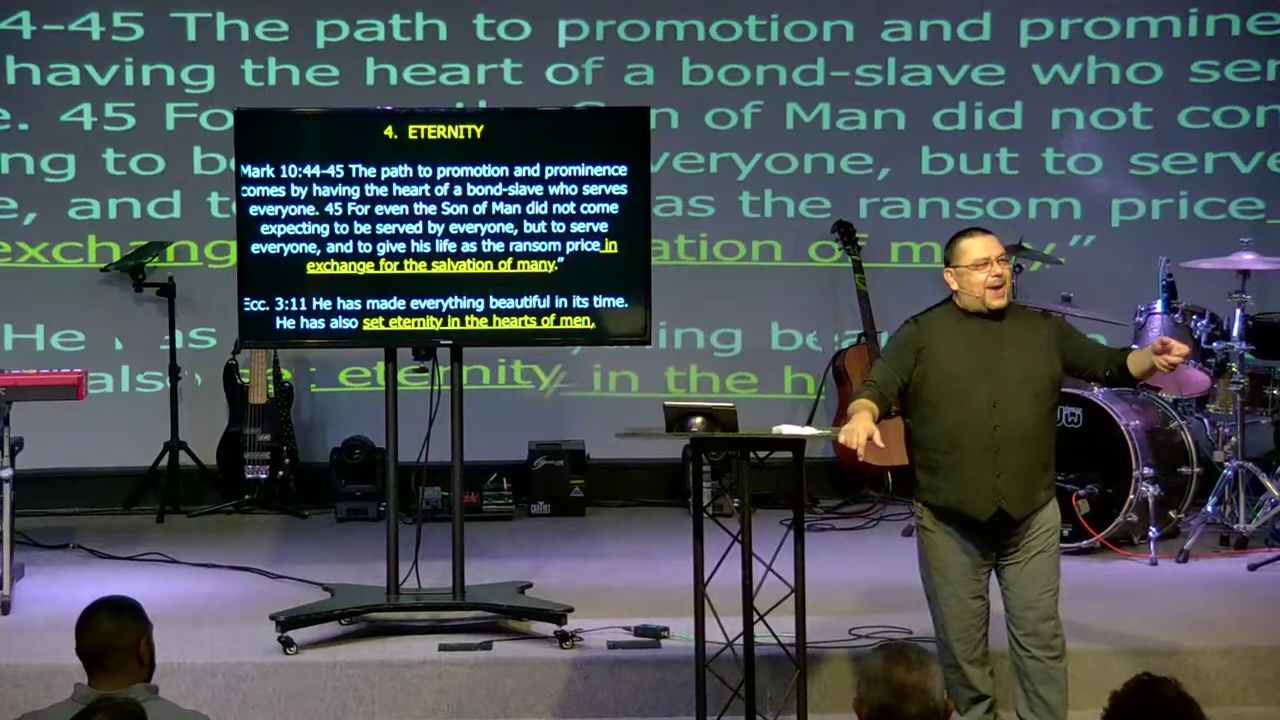 4-45 The path to promotion and promine
having the heart of a bond-slave who ser
e. 45 Fo Son of Man did not con
ng to be veryone, but to serve
e, and t as the ransom price
exchang ation of many."
He as ing bea
also eternity in the h
4. ETERNITY
Mark 10:44-45 The path to promotion and prominence
comes by having the heart of a bond-slave who serves
everyone. 45 For even the Son of Man did not come
expecting to be served by everyone, but to serve
everyone, and to give his life as the ransom price in
exchange for the salvation of many."
Ecc. 3:11 He has made everything beautiful in its time.
He has also set eternity in the hearts of men,